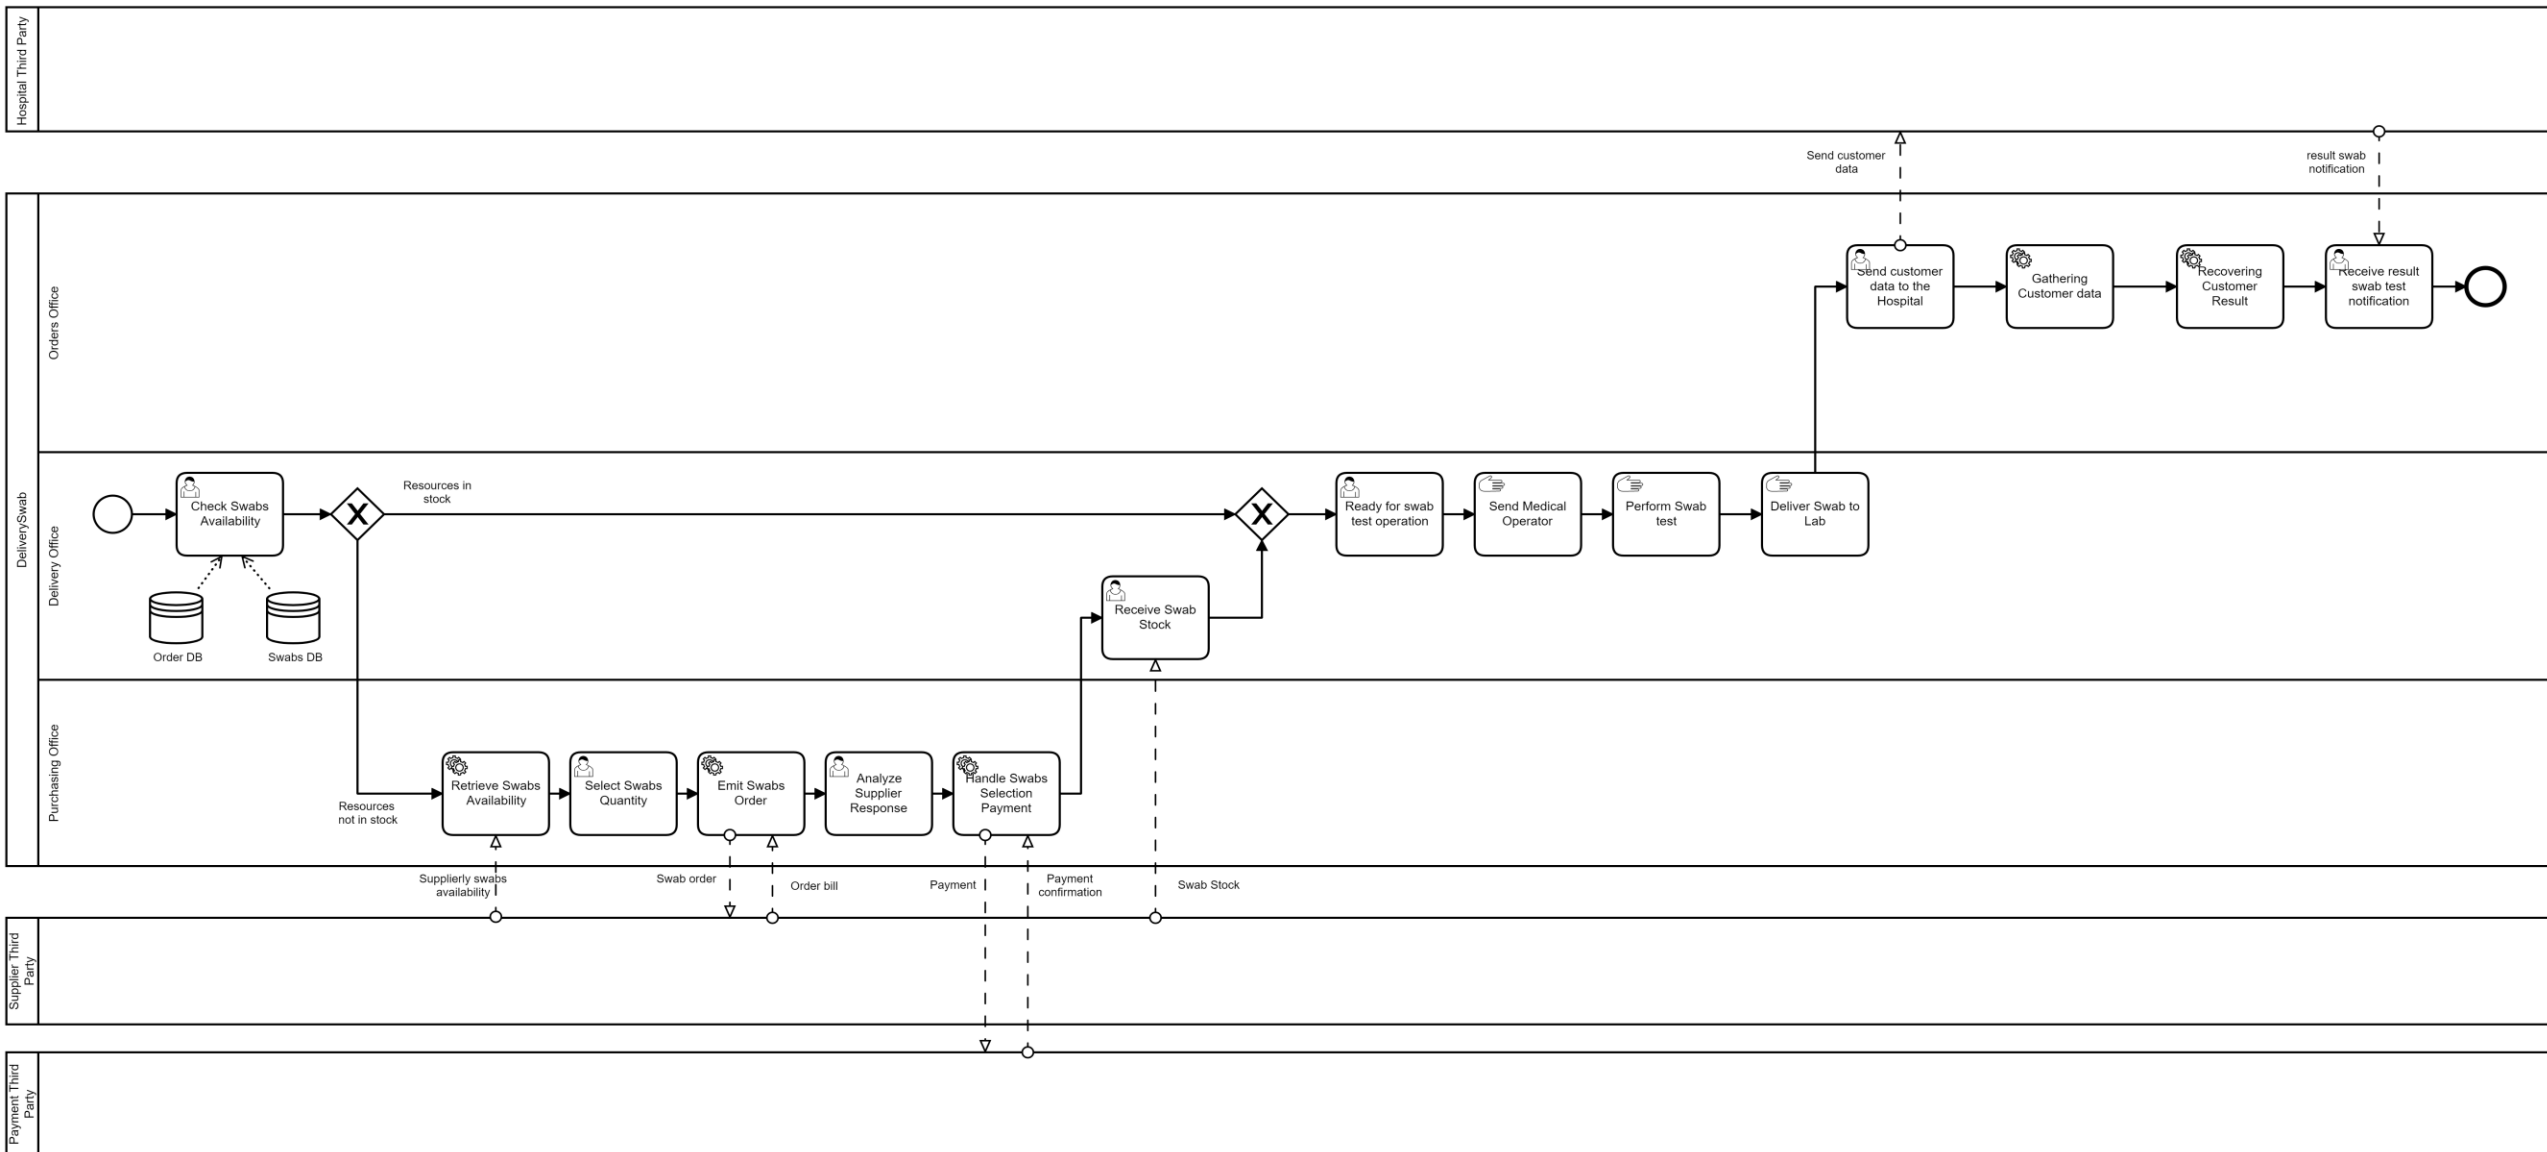 Hospital Third Party
Send customer
data
result swab
notification
DeliverySwab
Orders Office
Send customer
data to the
Hospital
Gathering
Customer data
Recovering
Customer
Result
Receive result
swab test
notification
Delivery Office
Check Swabs
Availability
Resources in
stock
Ready for swab
test operation
Send Medical
Operator
Perform Swab
test
Deliver Swab to
Lab
Receive Swab
Stock
Order DB
Swabs DB
Purchasing Office
Resources
not in stock
Retrieve Swabs
Availability
Select Swabs
Quantity
Emit Swabs
Order
Analyze
Supplier
Response
Handle Swabs
Selection
Payment
Supplierly swabs
availability
Swab order
Order bill
Payment
Payment
confirmation
Swab Stock
Supplier Third
Party
Payment Third
Party